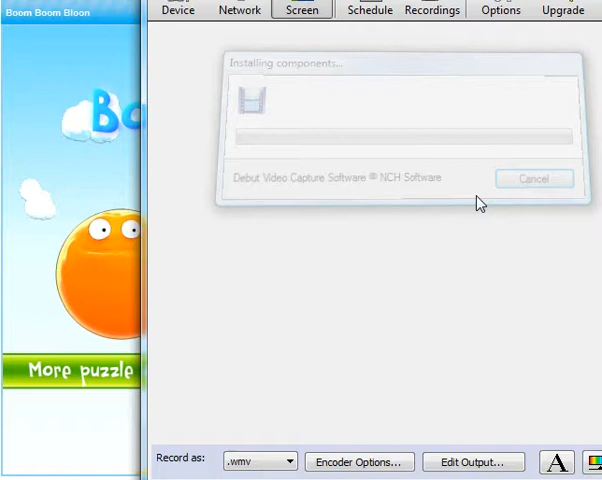 Boom Boom Bloon
Device Network Screen Schedule Recordings Options Upgrade
Installing components...
Debut Video Capture Software © NCH Software
Cancel
More puzzle
Record as: .wmv Encoder Options... Edit Output... A